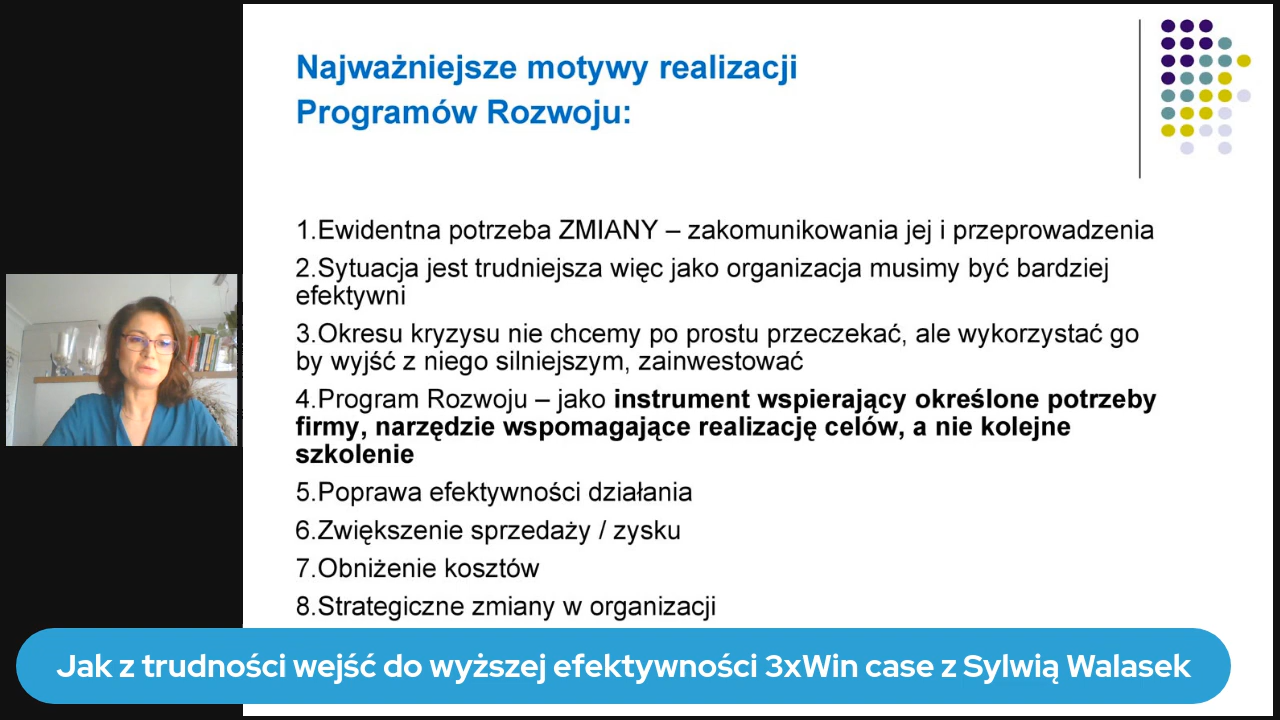 Najważniejsze motywy realizacji
Programów Rozwoju:
1.Ewidentna potrzeba ZMIANY – zakomunikowania jej i przeprowadzenia
2.Sytuacja jest trudniejsza więc jako organizacja musimy być bardziej
efektywni
3.Okresu kryzysu nie chcemy po prostu przeczekać, ale wykorzystać go
by wyjść z niego silniejszym, zainwestować
4.Program Rozwoju – jako instrument wspierający określone potrzeby
firmy, narzędzie wspomagające realizację celów, a nie kolejne
szkolenie
5.Poprawa efektywności działania
6.Zwiększenie sprzedaży / zysku
7.Obniżenie kosztów
8.Strategiczne zmiany w organizacji
Jak z trudności wejść do wyższej efektywności 3xWin case z Sylwią Walasek